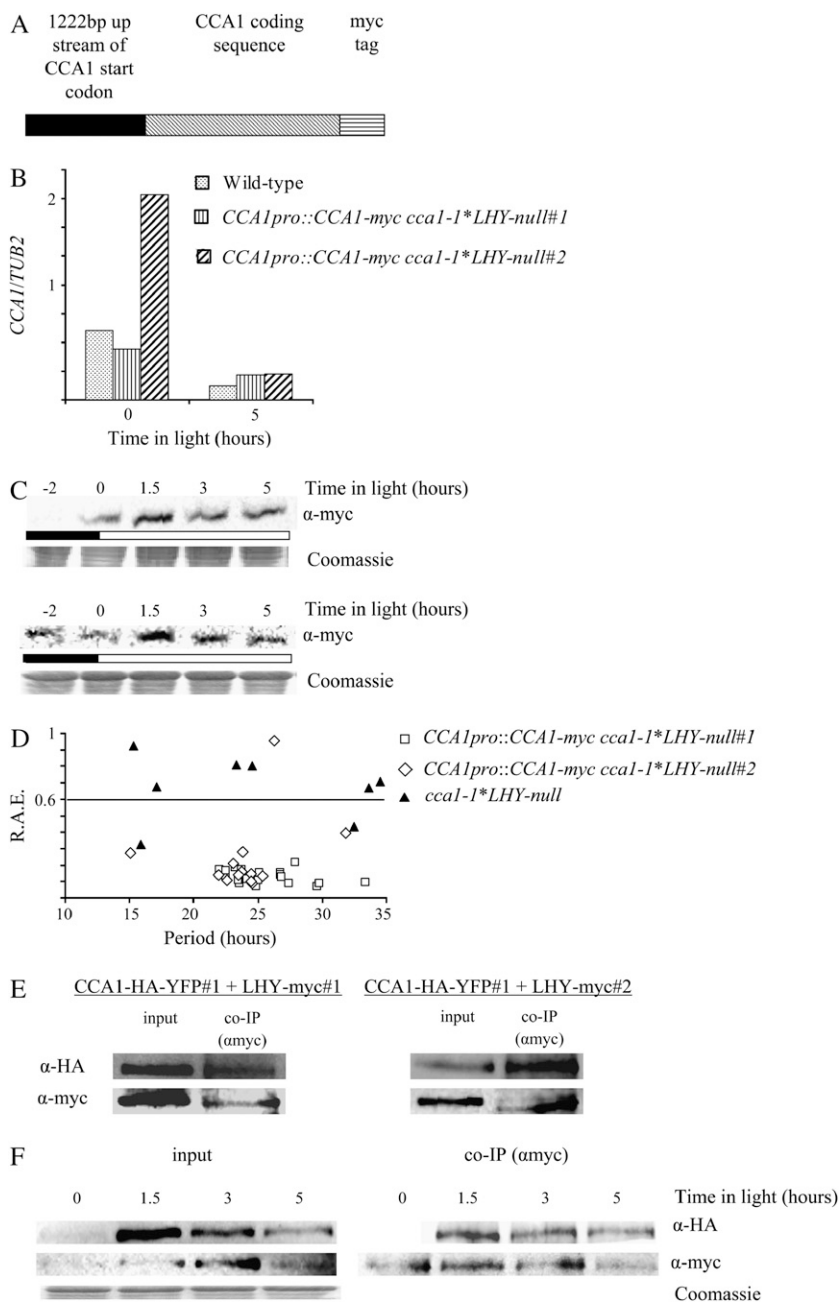 A
1222bp up
stream of
CCA1 start
codon
CCA1 coding
sequence
myc
tag
B
2
1
CCA1/TUB2
0
5
Time in light (hours)
Wild-type
CCA1pro::CCA1-myc cca1-1*LHY-null#1
CCA1pro::CCA1-myc cca1-1*LHY-null#2
C
-2 0 1.5 3 5 Time in light (hours)
α-myc
Coomassie
-2 0 1.5 3 5 Time in light (hours)
α-myc
Coomassie
D
1
0.6
0
R.A.E.
10 15 20 25 30 35
Period (hours)
CCA1pro::CCA1-myc cca1-1*LHY-null#1
CCA1pro::CCA1-myc cca1-1*LHY-null#2
cca1-1*LHY-null
E
CCA1-HA-YFP#1 + LHY-myc#1
CCA1-HA-YFP#1 + LHY-myc#2
input
co-IP
(αmyc)
input
co-IP
(αmyc)
α-HA
α-myc
F
input
co-IP (αmyc)
0 1.5 3 5 0 1.5 3 5 Time in light (hours)
α-HA
α-myc
Coomassie